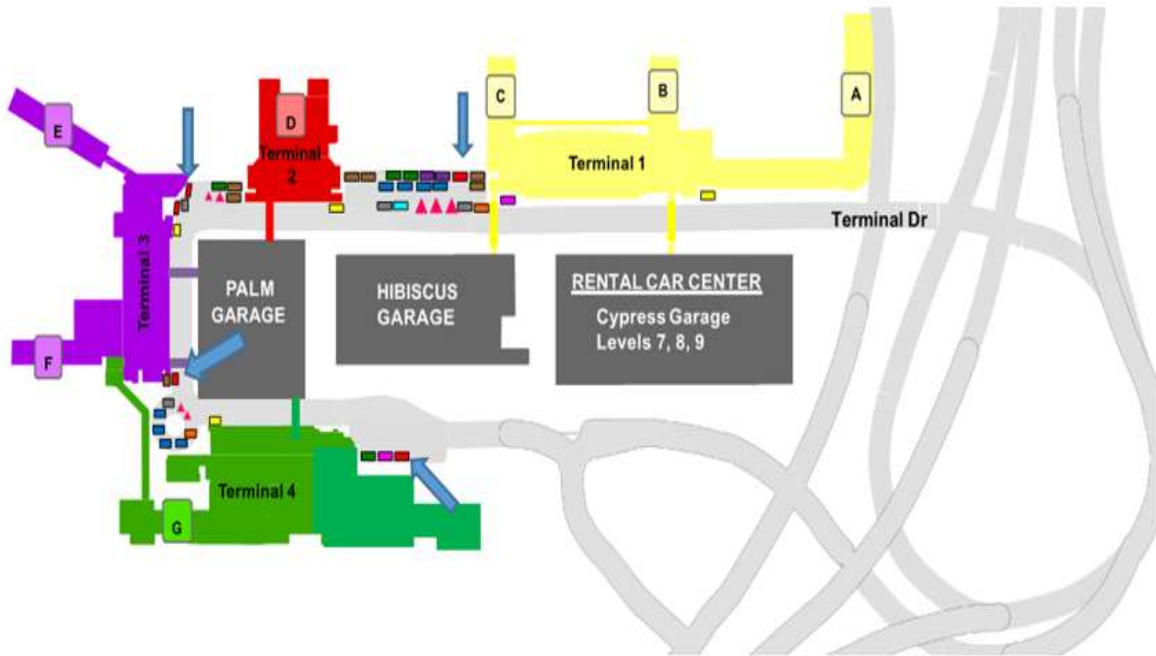 E
D
Terminal
2
C
B
A
Terminal 1
Terminal Dr
Terminal 3
PALM
GARAGE
HIBISCUS
GARAGE
RENTAL CAR CENTER
Cypress Garage
Levels 7, 8, 9
F
Terminal 4
G